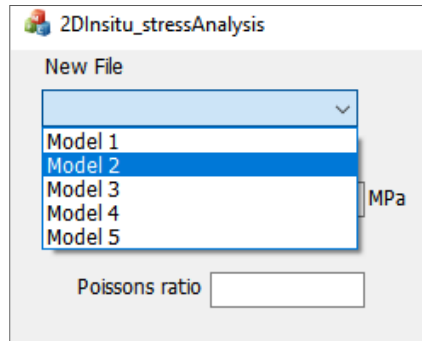 2DInsitu_stressAnalysis
New File
Model 1
Model 2
Model 3
Model 4
Model 5
MPa
Poissons ratio